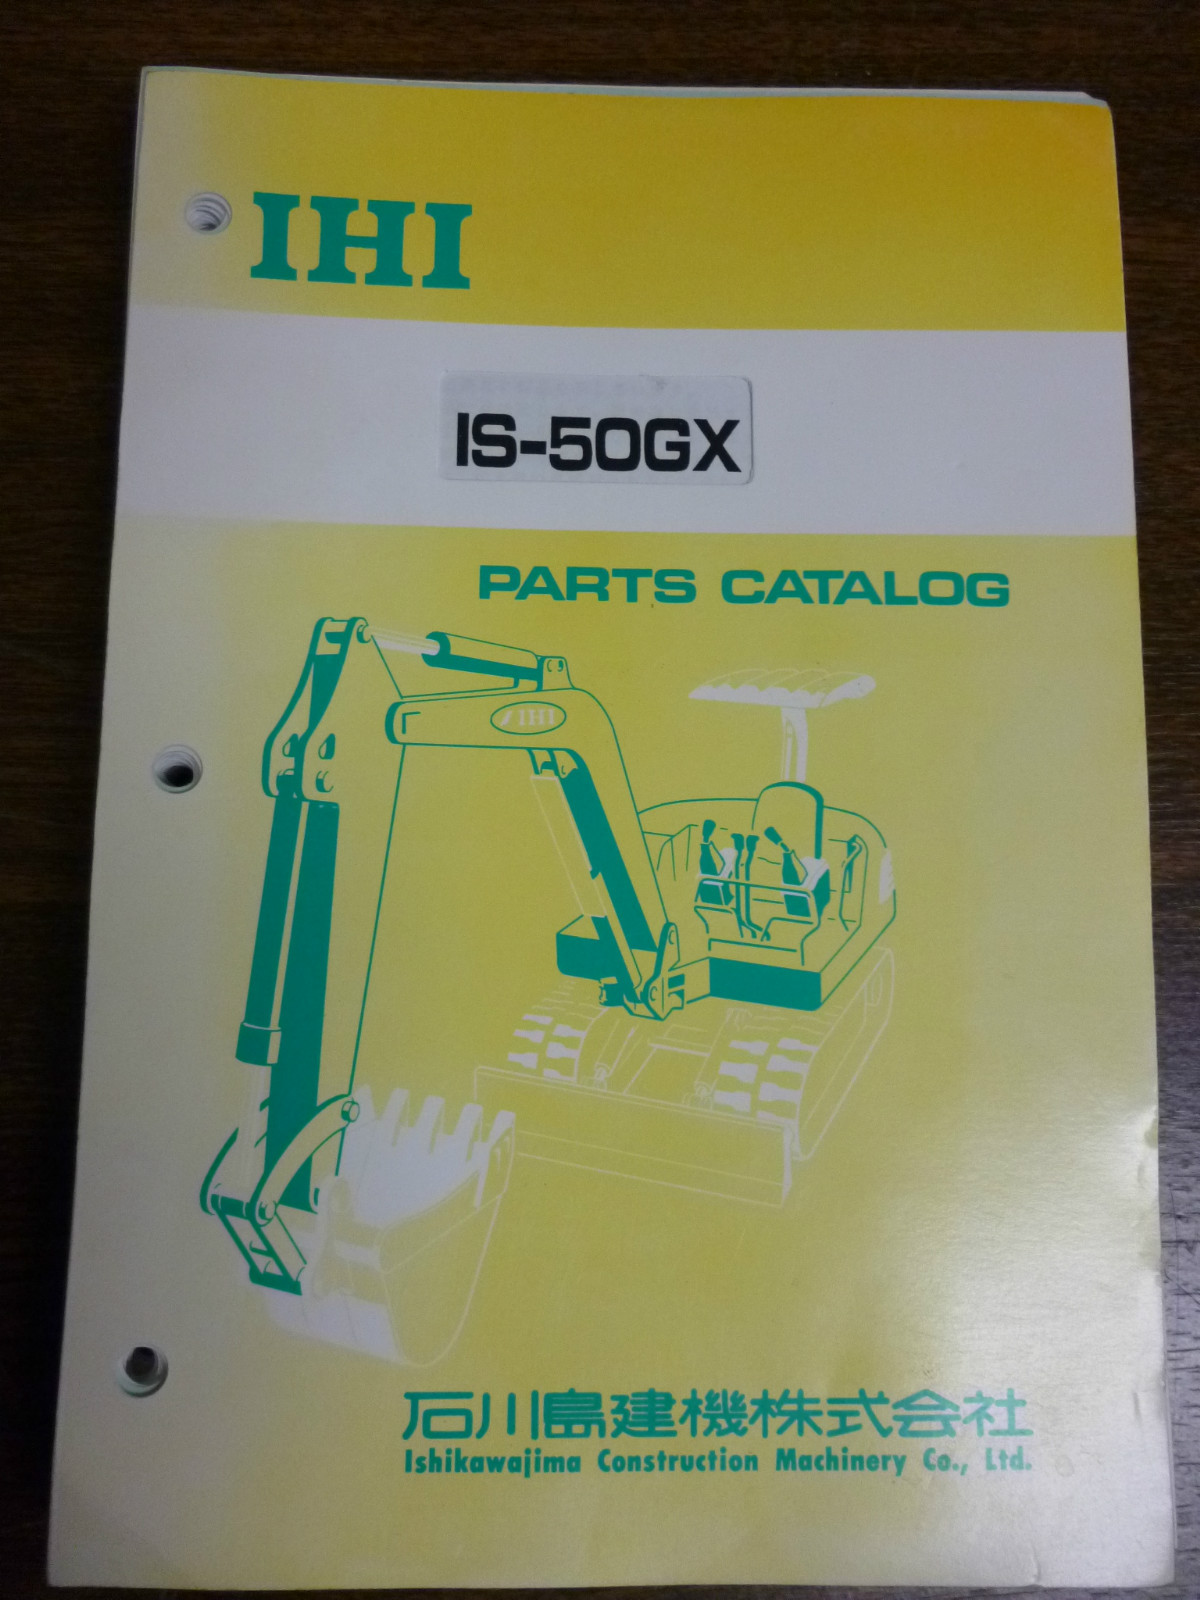 IHI
IS-50GX
PARTS CATALOG
IHI
石川島建機株式会社
Ishikawajima Construction Machinery Co., Ltd.